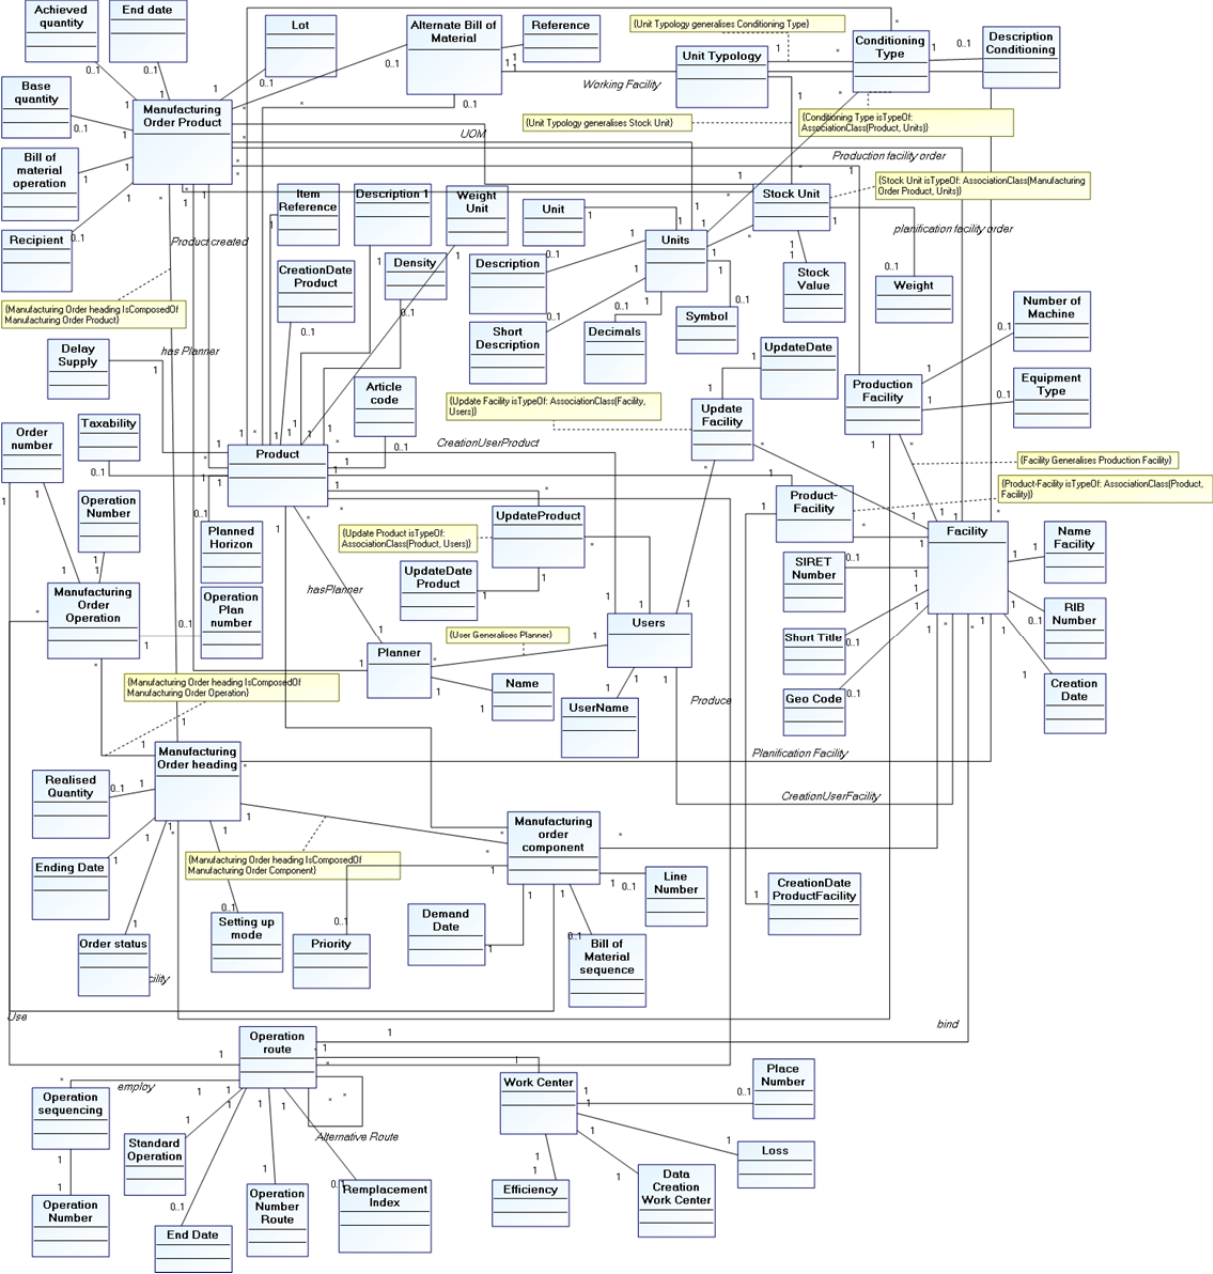 Achieved
quantity
End date
Lot
Alternate Bill of
Material
Reference
{Unit Typology generalises Conditioning Type}
Unit Typology
Conditioning
Type
Description
Conditioning
Base
quantity
Manufacturing
Order Product
Working Facility
{Unit Typology generalises Stock Unit}
{Conditioning Type isTypeOf:
AssociationClass(Product, Units)}
UOM
Production facility order
Bill of
material
operation
Item
Reference
Description 1
Weight
Unit
Unit
Stock Unit
{Stock Unit isTypeOf: AssociationClass(Manufacturing
Order Product, Units)}
planification facility order
Recipient
Product created
Units
CreationDate
Product
Density
Description
Stock
Value
Weight
{Manufacturing Order heading IsComposedOf
Manufacturing Order Product}
Short
Description
Decimals
Symbol
Number of
Machine
Delay
Supply
has Planner
UpdateDate
Article
code
{Update Facility isTypeOf: AssociationClass(Facility,
Users)}
Update
Facility
Production
Facility
Equipment
Type
Order
number
Taxability
Product
CreationUserProduct
{Facility Generalises Production Facility}
{Product-Facility isTypeOf: AssociationClass(Product,
Facility)}
Operation
Number
Planned
Horizon
{Update Product isTypeOf:
AssociationClass(Product, Users)}
UpdateProduct
Product-
Facility
Facility
Name
Facility
SIRET
Number
UpdateDate
Product
hasPlanner
Manufacturing
Order
Operation
Operation
Plan
number
{User Generalises Planner}
Users
Short Title
RIB
Number
Planner
Name
UserName
Produce
Geo Code
Creation
Date
{Manufacturing Order heading IsComposedOf
Manufacturing Order Operation}
Manufacturing
Order heading
Planification Facility
CreationUserFacility
Realised
Quantity
Manufacturing
order
component
{Manufacturing Order heading IsComposedOf
Manufacturing Order Component}
Ending Date
Line
Number
CreationDate
ProductFacility
Order status
Setting up
mode
Priority
Demand
Date
Bill of
Material
sequence
cility
Use
bind
Operation
route
employ
Operation
sequencing
Work Center
Place
Number
Alternative Route
Standard
Operation
Loss
Operation
Number
Operation
Number
Route
Remplacement
Index
Efficiency
Data
Creation
Work Center
End Date